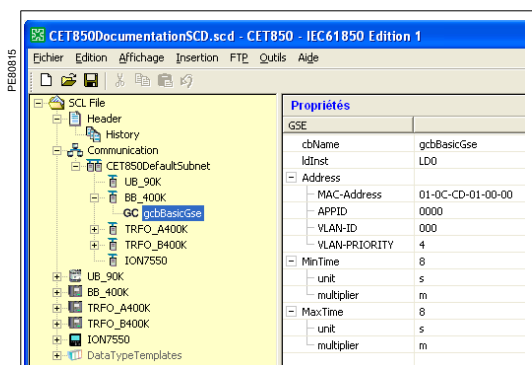 PE80815
CET850DocumentationSCD.scd - CET850 - IEC61850 Edition 1
Fichier Edition Affichage Insertion FTP Outils Aide
SCL File
Header
History
Communication
CET850DefaultSubnet
UB_90K
BB_400K
GC gcbBasicGse
TRFO_A400K
TRFO_B400K
ION7550
UB_90K
BB_400K
TRFO_A400K
TRFO_B400K
ION7550
DataTypeTemplates
Propriétés
GSE
cbName gcbBasicGse
ldInst LD0
Address
MAC-Address 01-0C-CD-01-00-00
APPID 0000
VLAN-ID 000
VLAN-PRIORITY 4
MinTime 8
unit s
multiplier m
MaxTime 8
unit s
multiplier m